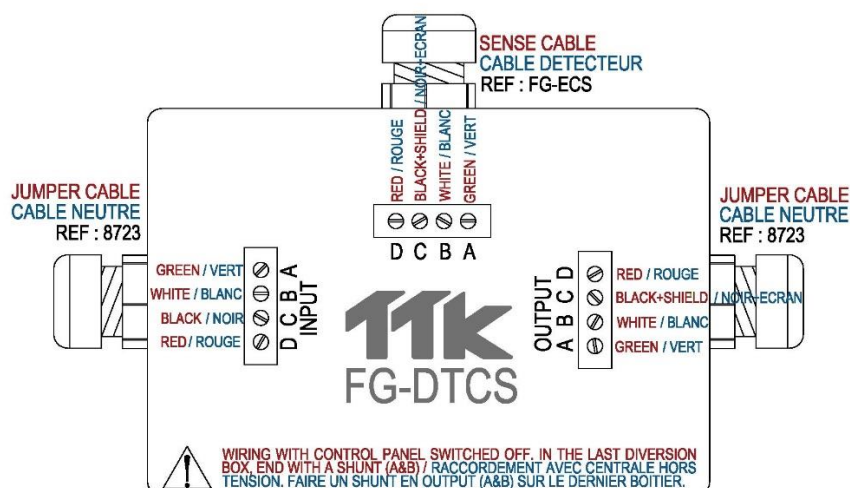 SENSE CABLE
CABLE DETECTEUR
REF : FG-ECS
RED / ROUGE
BLACK+SHIELD / NOIR+ECRAN
WHITE / BLANC
GREEN / VERT
D C B A
JUMPER CABLE
CABLE NEUTRE
REF : 8723
GREEN / VERT
WHITE / BLANC
BLACK / NOIR
RED / ROUGE
A
B
C
D
INPUT
JUMPER CABLE
CABLE NEUTRE
REF : 8723
OUTPUT
D
C
B
A
RED / ROUGE
BLACK+SHIELD / NOIR+ECRAN
WHITE / BLANC
GREEN / VERT
TTK
FG-DTCS
WIRING WITH CONTROL PANEL SWITCHED OFF. IN THE LAST DIVERSION
BOX, END WITH A SHUNT (A&B) / RACCORDEMENT AVEC CENTRALE HORS
TENSION. FAIRE UN SHUNT EN OUTPUT (A&B) SUR LE DERNIER BOITIER.